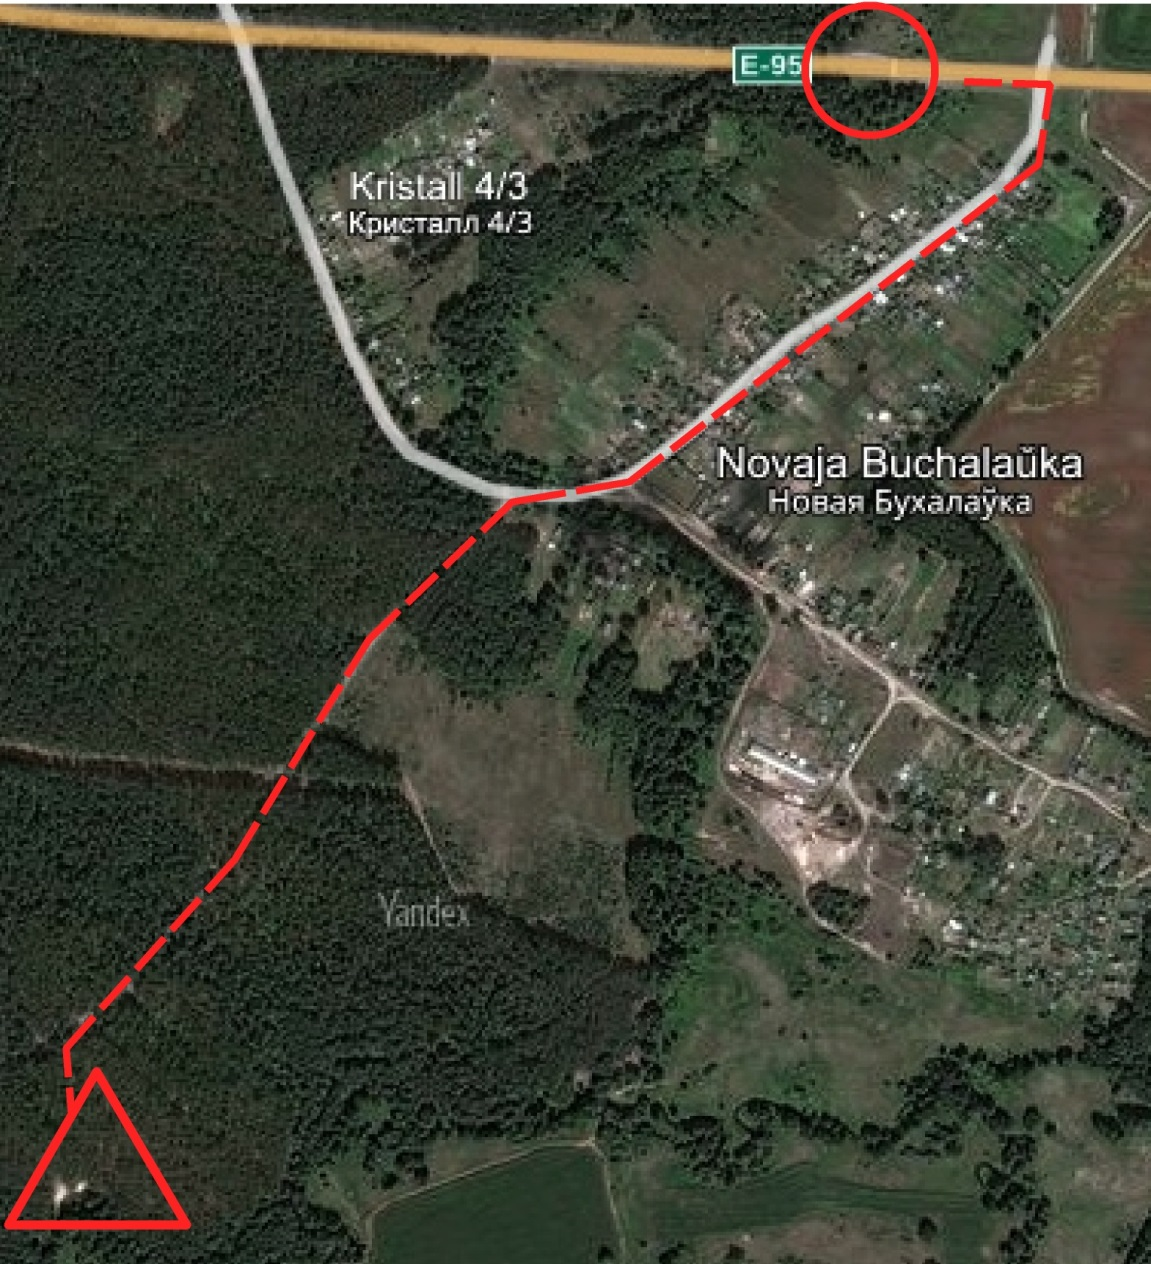 E-95
Kristall 4/3
Кристалл 4/3
Novaja Buchalaŭka
Новая Бухалаўка
Yandex